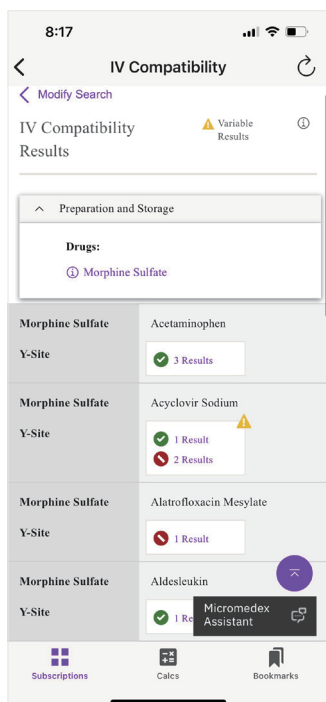 8:17
IV Compatibility
Modify Search
IV Compatibility
Results
Variable
Results
Preparation and Storage
Drugs:
Morphine Sulfate
Morphine Sulfate
Y-Site
Acetaminophen
3 Results
Morphine Sulfate
Y-Site
Acyclovir Sodium
1 Result
2 Results
Morphine Sulfate
Y-Site
Alatrofloxacin Mesylate
1 Result
Morphine Sulfate
Y-Site
Aldesleukin
1 Re
Micromedex
Assistant
Subscriptions
Calcs
Bookmarks